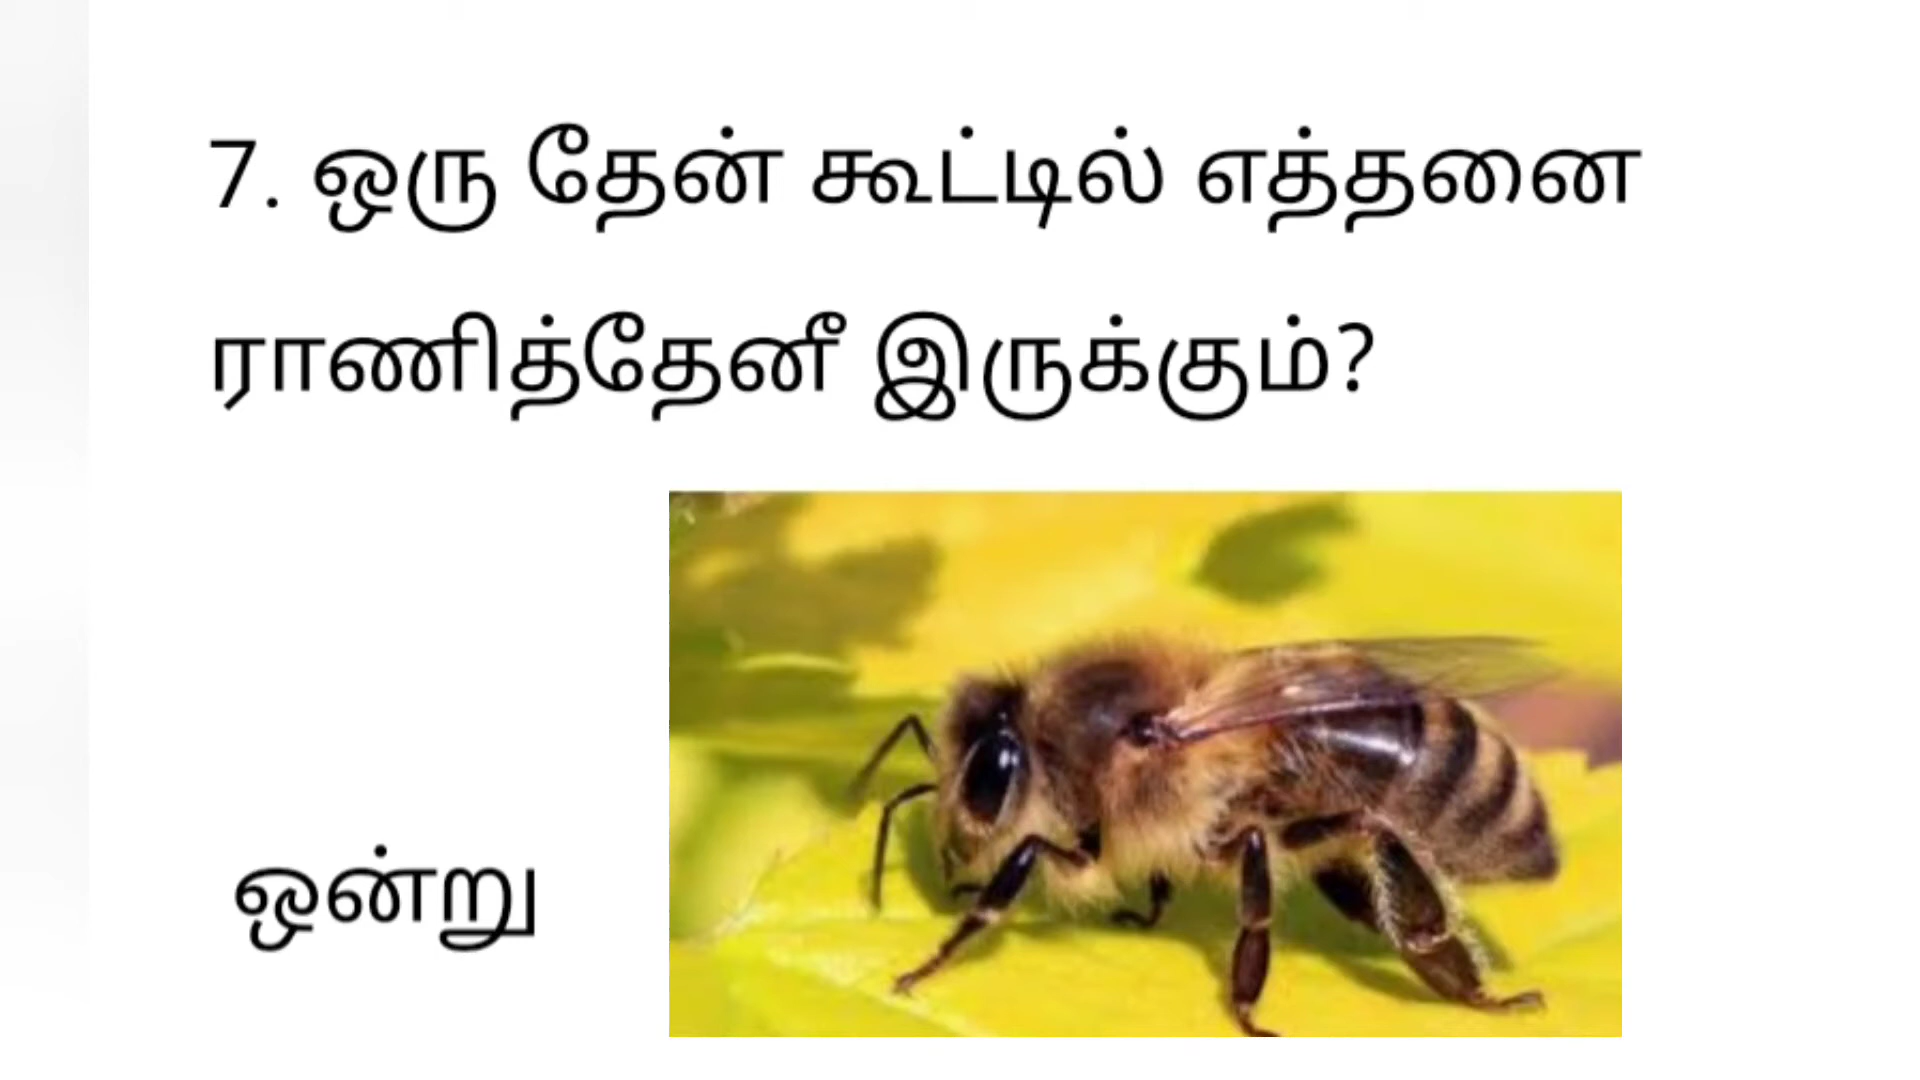 7. ஒரு தேன் கூட்டில் எத்தனை
ராணித்தேனீ இருக்கும்?
ஒன்று